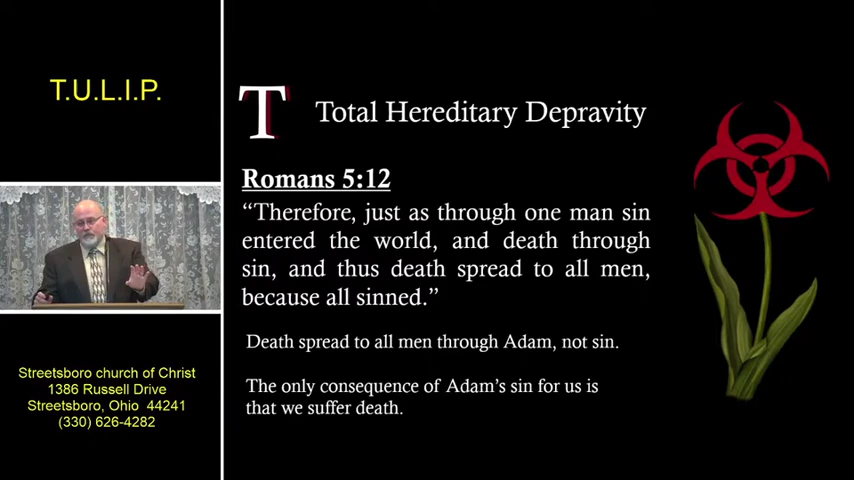 T.U.L.I.P.
T Total Hereditary Depravity
Romans 5:12
“Therefore, just as through one man sin
entered the world, and death through
sin, and thus death spread to all men,
because all sinned.”
Death spread to all men through Adam, not sin.
The only consequence of Adam’s sin for us is
that we suffer death.
Streetsboro church of Christ
1386 Russell Drive
Streetsboro, Ohio 44241
(330) 626-4282